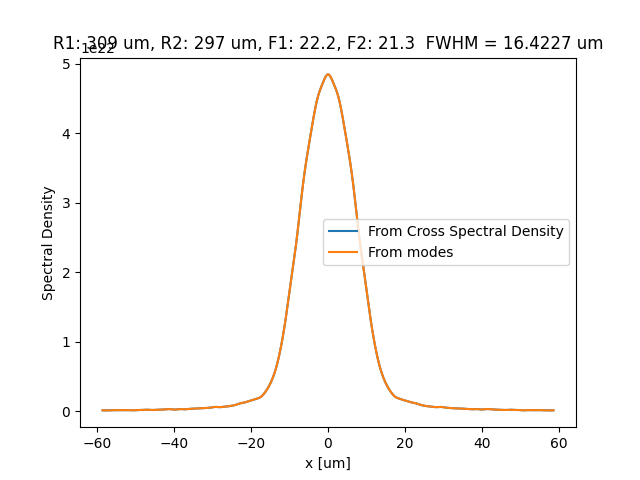 R1: 309 um, R2: 297 um, F1: 22.2, F2: 21.3  FWHM = 16.4227 um
1e22
5
4
3
2
1
0
Spectral Density
From Cross Spectral Density
From modes
−60
−40
−20
0
20
40
60
x [um]